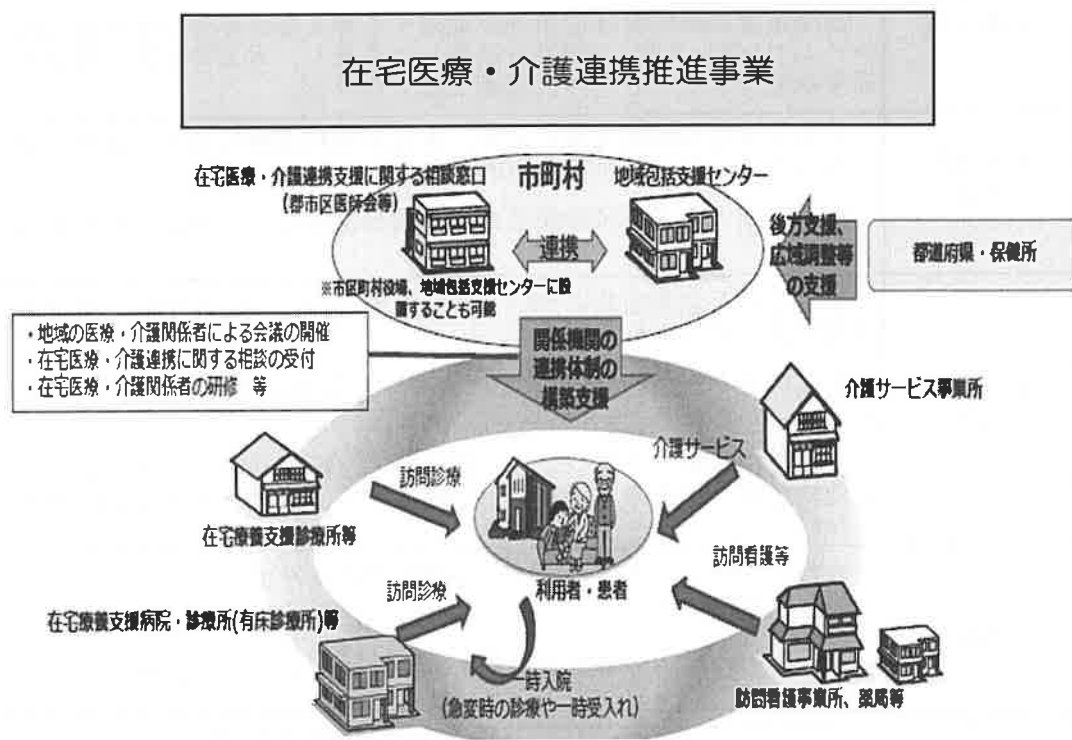 在宅医療・介護連携推進事業
在宅医療・介護連携支援に関する相談窓口
(郡市区医師会等)
市町村
地域包括支援センター
連携
※市区町村役場、地域包括支援センターに設
置することも可能
後方支援、
広域調整等
の支援
都道府県・保健所
・地域の医療・介護関係者による会議の開催
・在宅医療・介護連携に関する相談の受付
・在宅医療・介護関係者の研修 等
関係機関の
連携体制の
構築支援
介護サービス事業所
介護サービス
訪問診療
在宅療養支援診療所等
訪問看護等
利用者・患者
訪問診療
在宅療養支援病院・診療所(有床診療所)等
一時入院
(急変時の診療や一時受入れ)
訪問看護事業所、薬局等